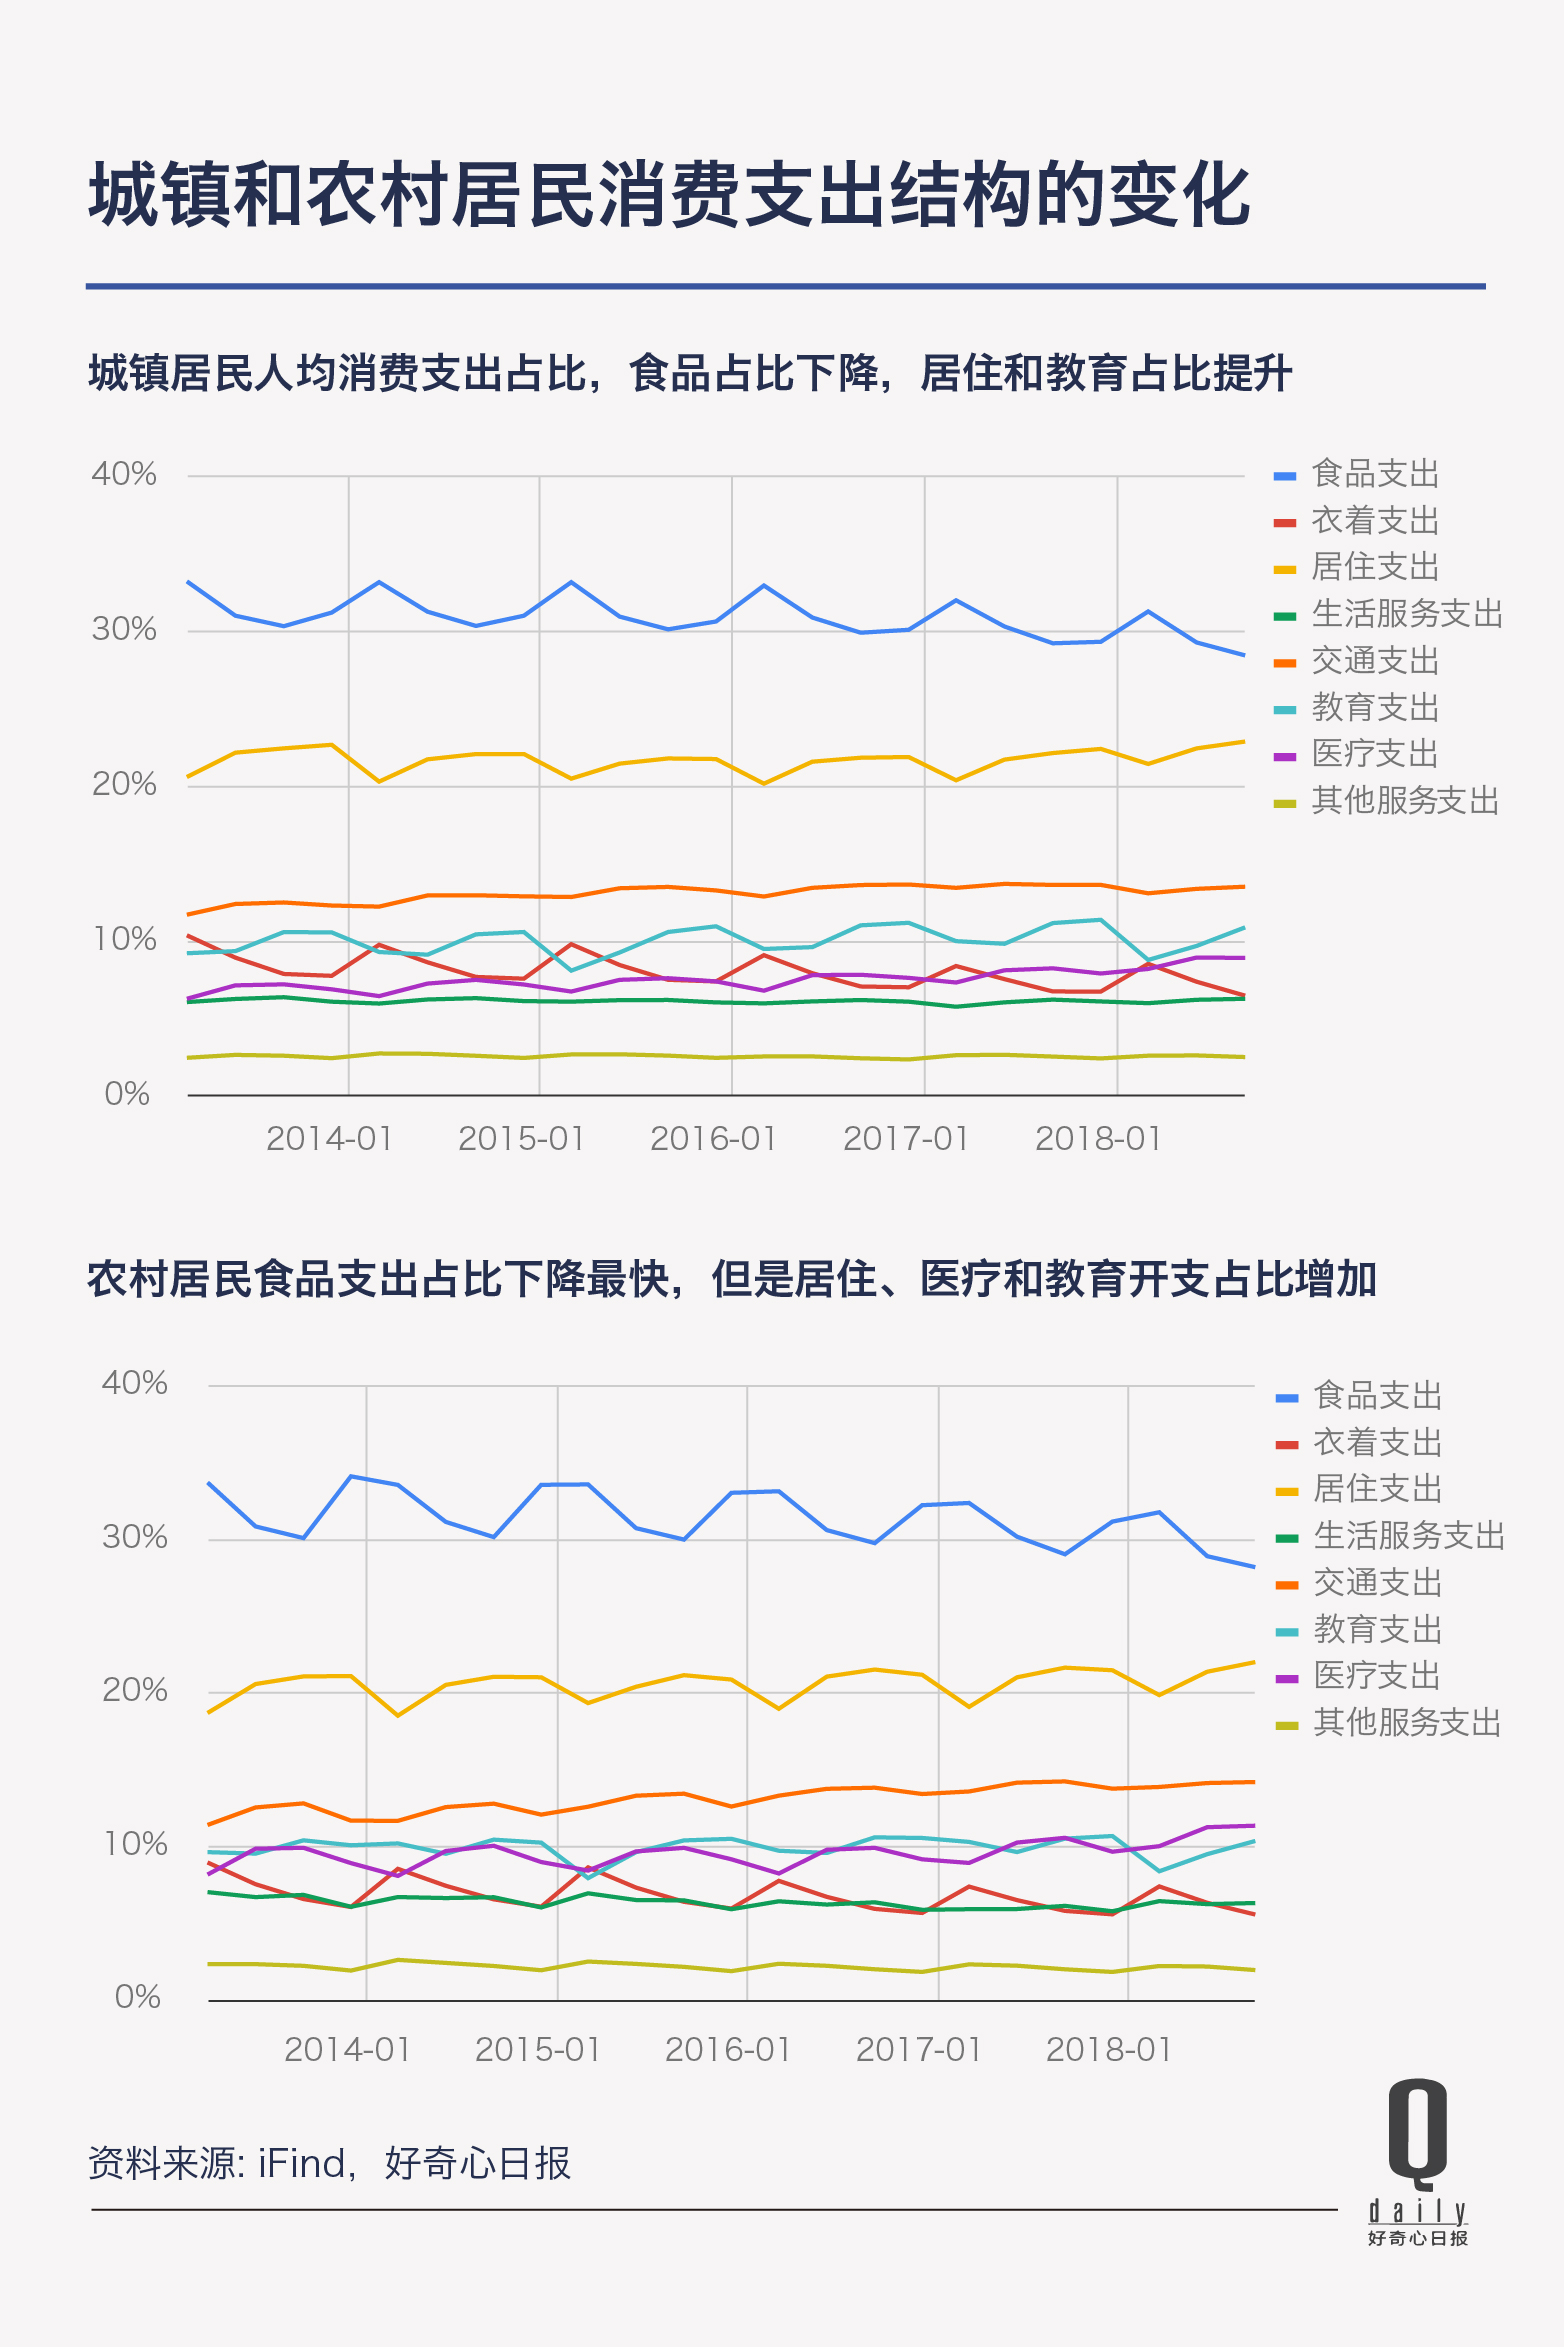 城镇和农村居民消费支出结构的变化
城镇居民人均消费支出占比，食品占比下降，居住和教育占比提升
40%
30%
20%
10%
0%
2014-01
2015-01
2016-01
2017-01
2018-01
食品支出
衣着支出
居住支出
生活服务支出
交通支出
教育支出
医疗支出
其他服务支出
农村居民食品支出占比下降最快，但是居住、医疗和教育开支占比增加
40%
30%
20%
10%
0%
2014-01
2015-01
2016-01
2017-01
2018-01
食品支出
衣着支出
居住支出
生活服务支出
交通支出
教育支出
医疗支出
其他服务支出
资料来源: iFind，好奇心日报
Q
daily
好奇心日报